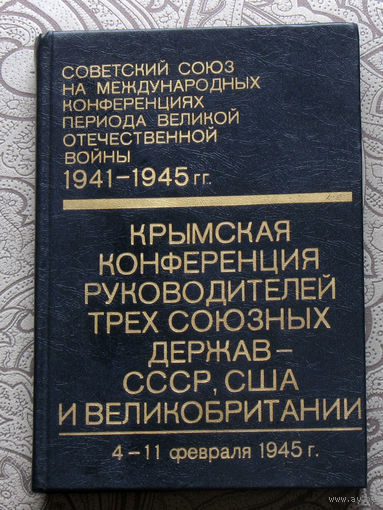 СОВЕТСКИЙ СОЮЗ
НА МЕЖДУНАРОДНЫХ
КОНФЕРЕНЦИЯХ
ПЕРИОДА ВЕЛИКОЙ
ОТЕЧЕСТВЕННОЙ
ВОЙНЫ
1941–1945 гг.
КРЫМСКАЯ
КОНФЕРЕНЦИЯ
РУКОВОДИТЕЛЕЙ
ТРЕХ СОЮЗНЫХ
ДЕРЖАВ –
СССР, США
И ВЕЛИКОБРИТАНИИ
4–11 февраля 1945 г.